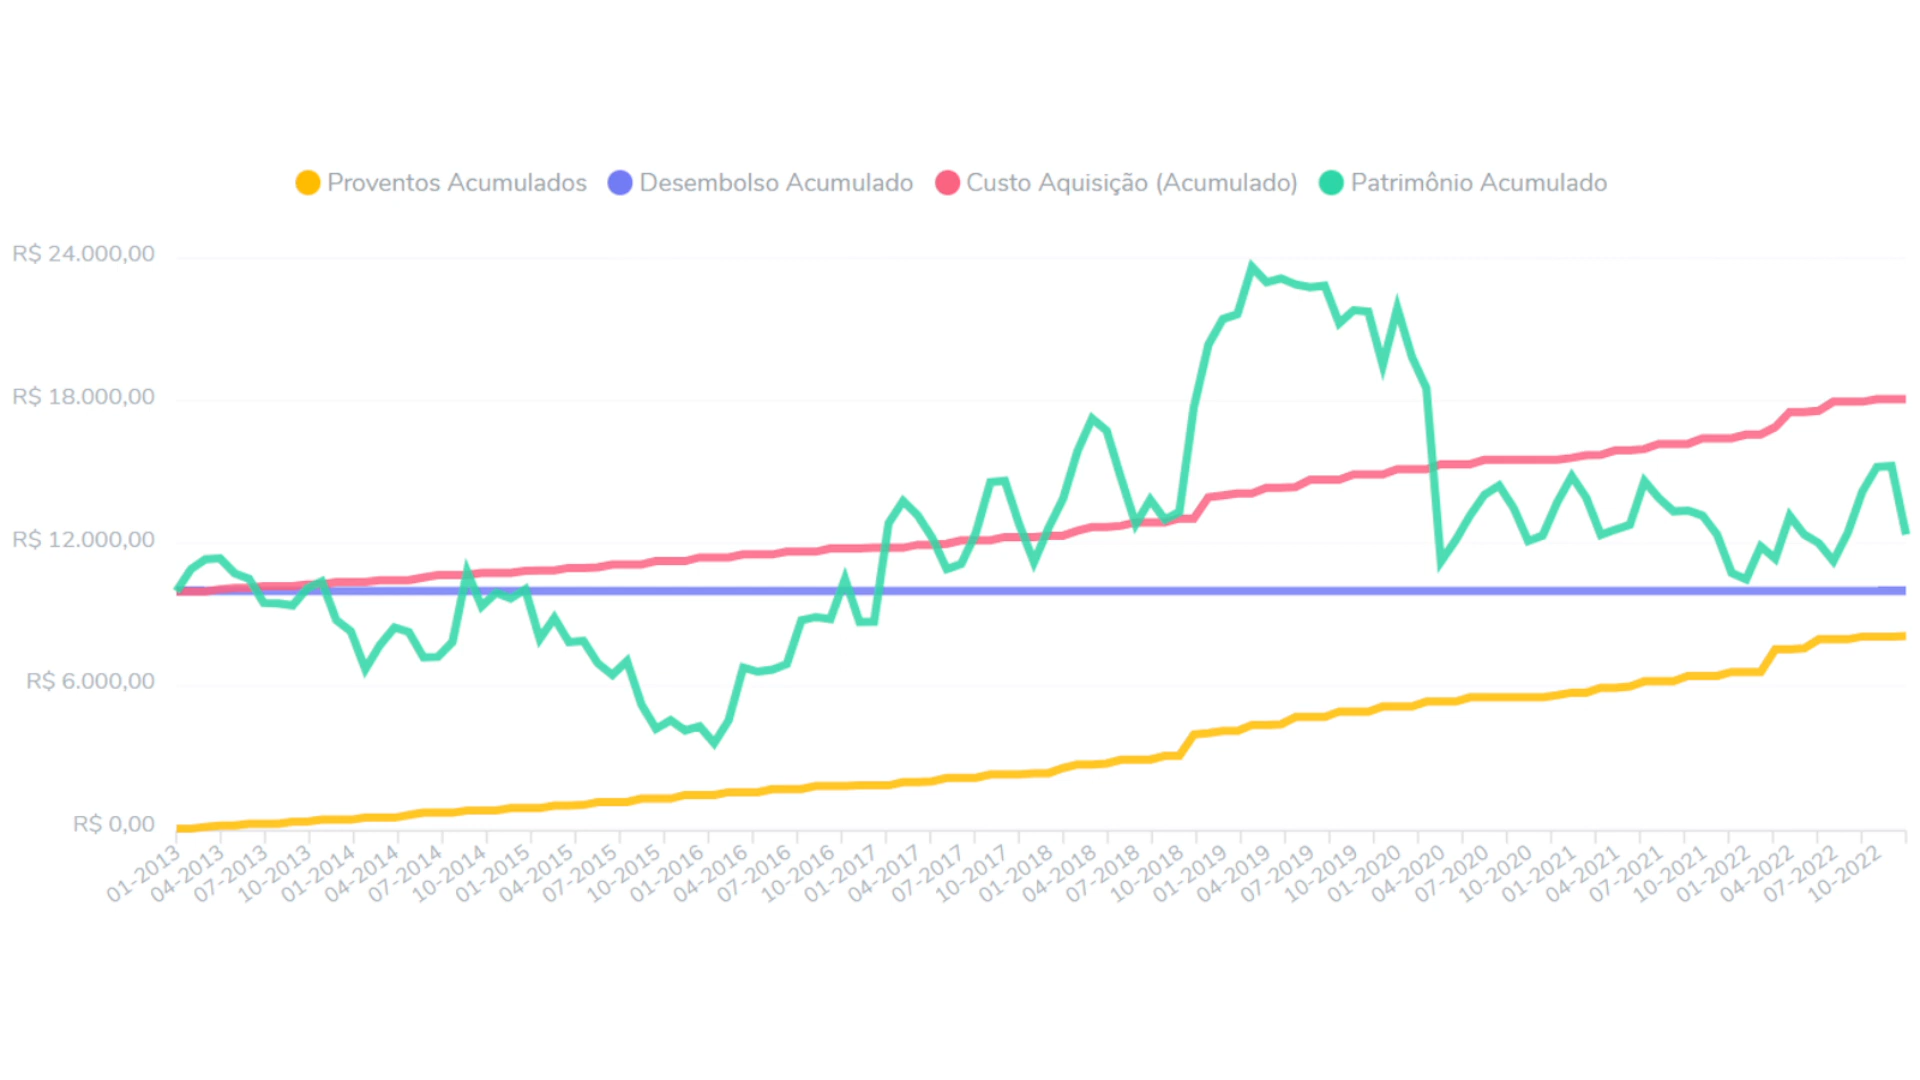 Proventos Acumulados Desembolso Acumulado Custo Aquisição (Acumulado) Patrimônio Acumulado
R$ 24.000,00
R$ 18.000,00
R$ 12.000,00
R$ 6.000,00
R$ 0,00
01-2013 04-2013 07-2013 10-2013 01-2014 04-2014 07-2014 10-2014 01-2015 04-2015 07-2015 10-2015 01-2016 04-2016 07-2016 10-2016 01-2017 04-2017 07-2017 10-2017 01-2018 04-2018 07-2018 10-2018 01-2019 04-2019 07-2019 10-2019 01-2020 04-2020 07-2020 10-2020 01-2021 04-2021 07-2021 10-2021 01-2022 04-2022 07-2022 10-2022